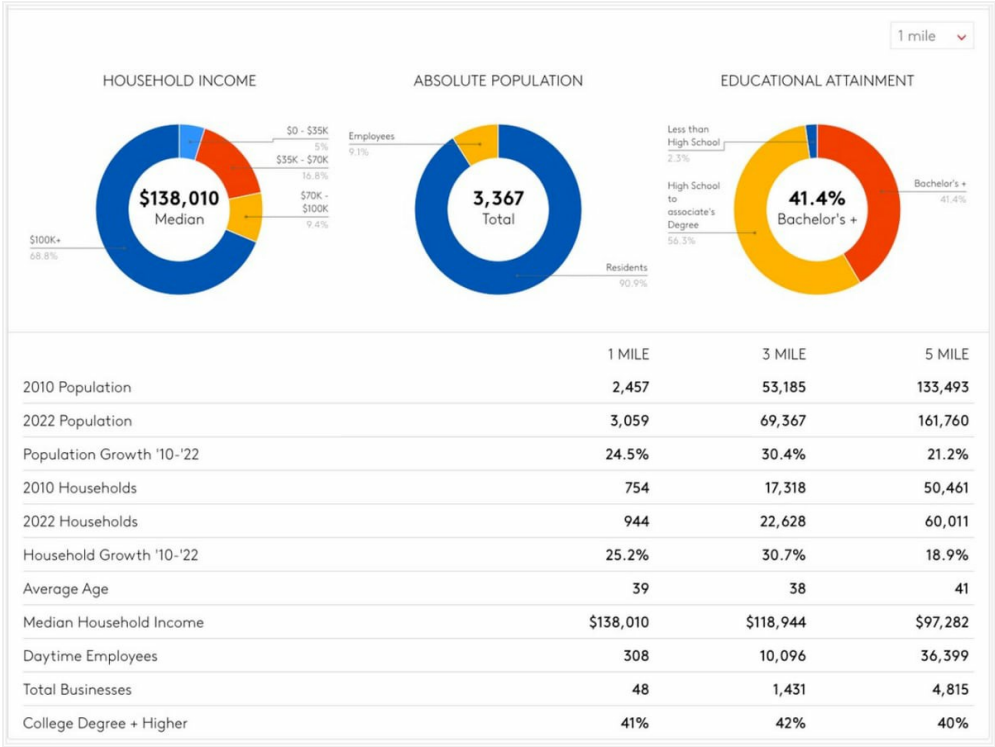 1 mile
HOUSEHOLD INCOME
ABSOLUTE POPULATION
EDUCATIONAL ATTAINMENT
$0 - $35K
5%
$35K - $70K
16.8%
$70K -
$100K
9.4%
$100K+
68.8%
$138,010
Median
Employees
9.1%
3,367
Total
Residents
90.9%
Less than
High School
2.3%
High School
to
associate's
Degree
56.3%
41.4%
Bachelor's +
Bachelor's +
41.4%
1 MILE 3 MILE 5 MILE
2010 Population 2,457 53,185 133,493
2022 Population 3,059 69,367 161,760
Population Growth '10-'22 24.5% 30.4% 21.2%
2010 Households 754 17,318 50,461
2022 Households 944 22,628 60,011
Household Growth '10-'22 25.2% 30.7% 18.9%
Average Age 39 38 41
Median Household Income $138,010 $118,944 $97,282
Daytime Employees 308 10,096 36,399
Total Businesses 48 1,431 4,815
College Degree + Higher 41% 42% 40%